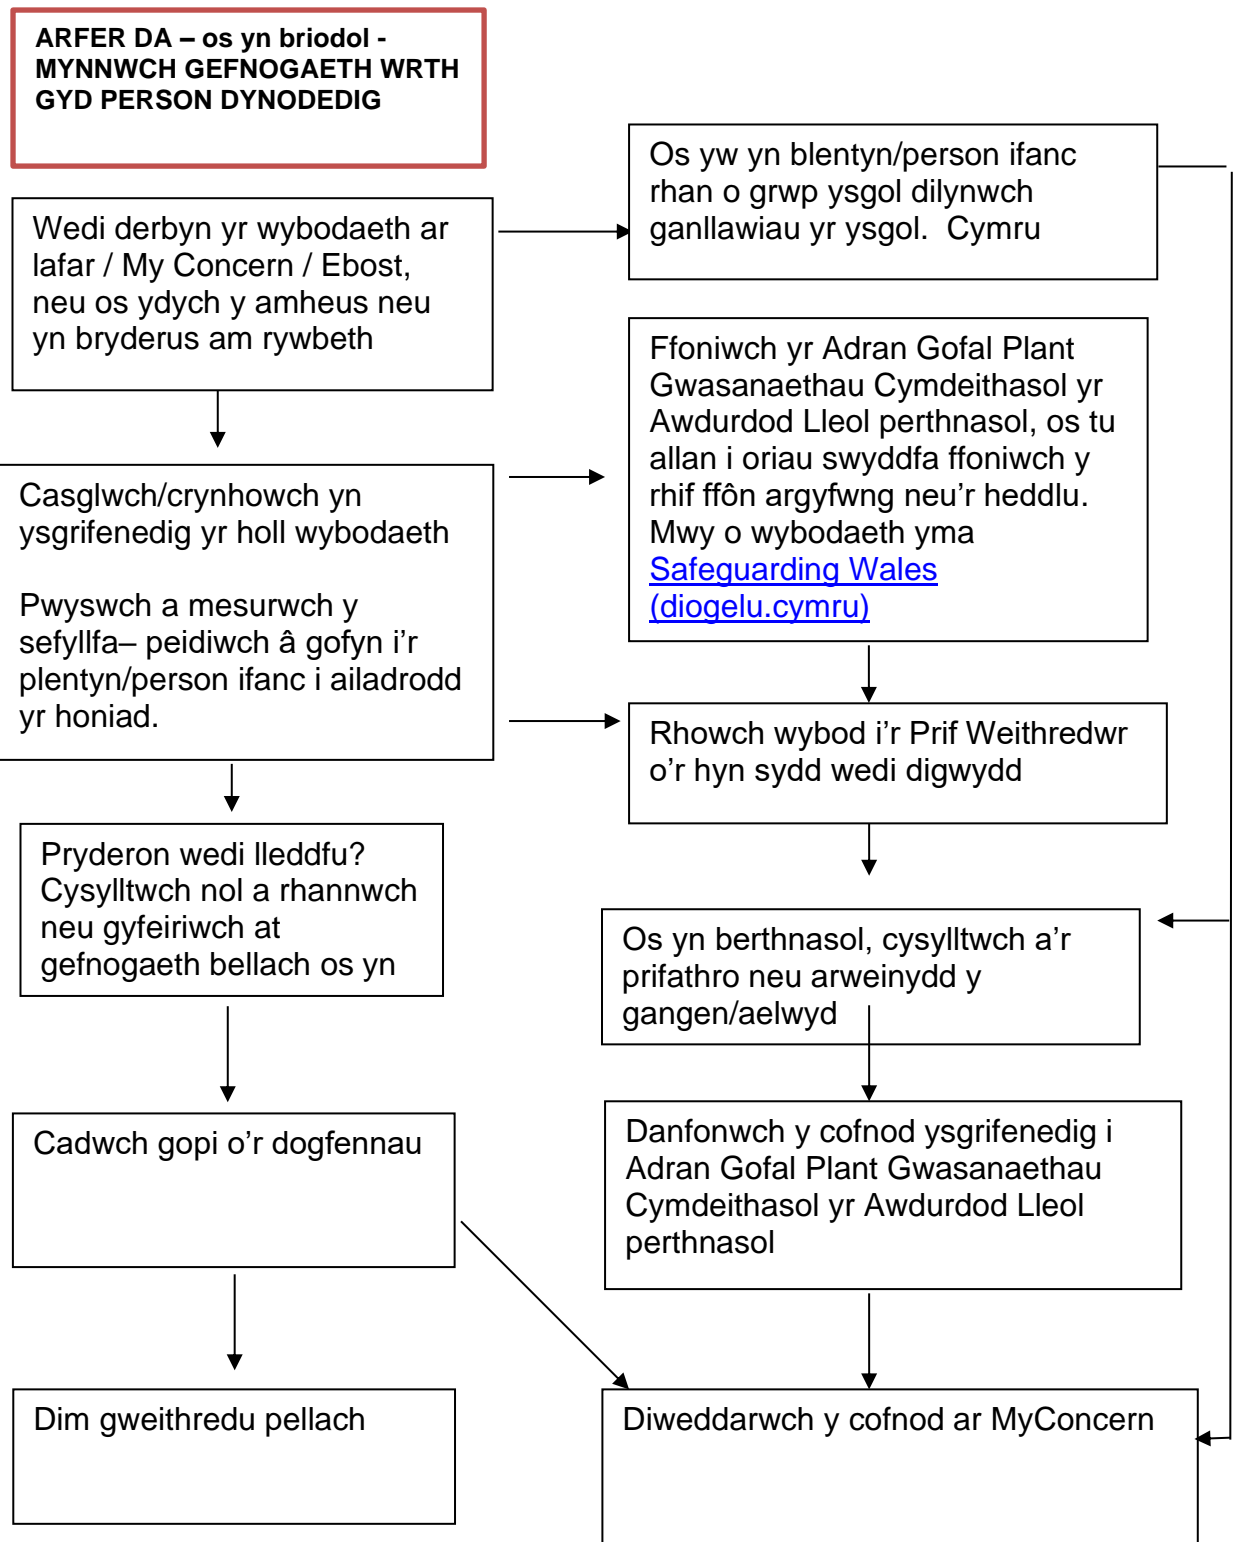 ARFER DA – os yn briodol -
MYNNWCH GEFNOGAETH WRTH
GYD PERSON DYNODEDIG
Os yw yn blentyn/person ifanc
rhan o grwp ysgol dilynwch
ganllawiau yr ysgol.  Cymru
Wedi derbyn yr wybodaeth ar
lafar / My Concern / Ebost,
neu os ydych y amheus neu
yn bryderus am rywbeth
Ffoniwch yr Adran Gofal Plant
Gwasanaethau Cymdeithasol yr
Awdurdod Lleol perthnasol, os tu
allan i oriau swyddfa ffoniwch y
rhif ffôn argyfwng neu'r heddlu.
Mwy o wybodaeth yma
Safeguarding Wales
(diogelu.cymru)
Casglwch/crynhowch yn
ysgrifenedig yr holl wybodaeth
Pwyswch a mesurwch y
sefyllfa– peidiwch â gofyn i'r
plentyn/person ifanc i ailadrodd
yr honiad.
Rhowch wybod i'r Prif Weithredwr
o'r hyn sydd wedi digwydd
Pryderon wedi lleddfu?
Cysylltwch nol a rhannwch
neu gyfeiriwch at
gefnogaeth bellach os yn
Os yn berthnasol, cysylltwch a'r
prifathro neu arweinydd y
gangen/aelwyd
Cadwch gopi o'r dogfennau
Danfonwch y cofnod ysgrifenedig i
Adran Gofal Plant Gwasanaethau
Cymdeithasol yr Awdurdod Lleol
perthnasol
Dim gweithredu pellach
Diweddarwch y cofnod ar MyConcern